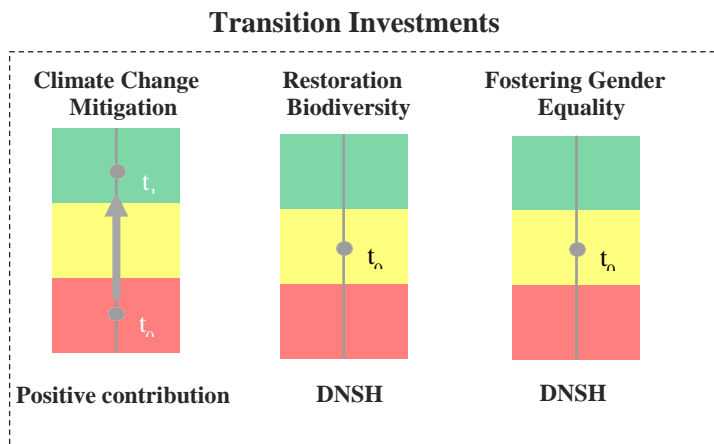 Transition Investments
Climate Change
Mitigation
Restoration
Biodiversity
Fostering Gender
Equality
t₁
t₀
t₀
t₀
Positive contribution
DNSH
DNSH